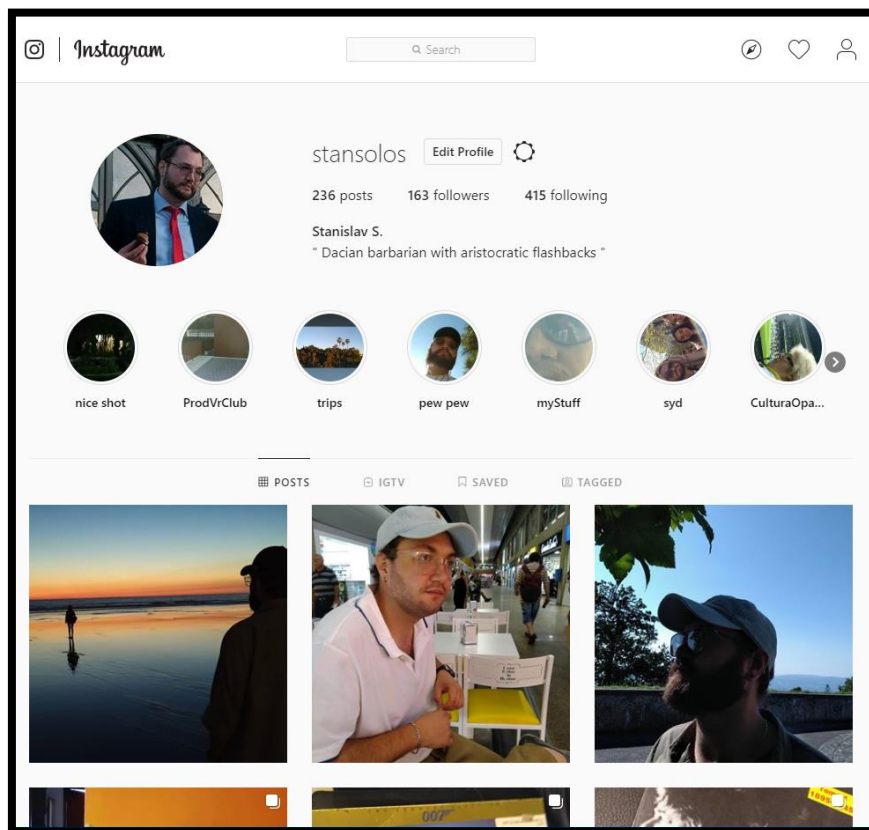 Instagram
Search
stansolos Edit Profile
236 posts 163 followers 415 following
Stanislav S.
" Dacian barbarian with aristocratic flashbacks "
nice shot ProdVrClub trips pew pew myStuff syd CulturaOpa...
POSTS IGTV SAVED TAGGED
007